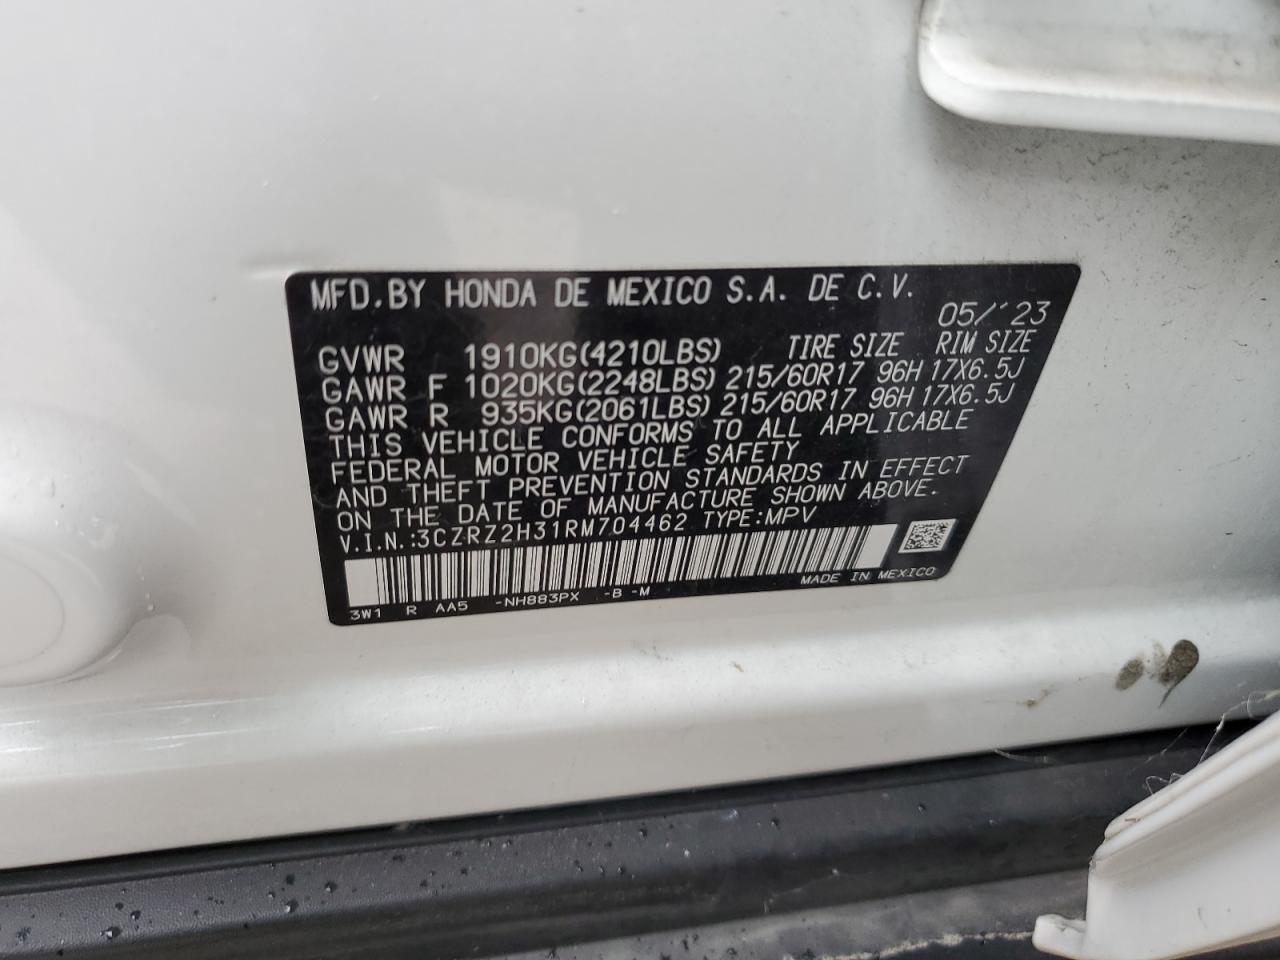 MFD. BY HONDA DE MEXICO S.A. DE C.V.
05/'23
GVWR 1910KG(4210LBS) TIRE SIZE RIM SIZE
GAWR F 1020KG(2248LBS) 215/60R17 96H 17X6.5J
GAWR R 935KG(2061LBS) 215/60R17 96H 17X6.5J
THIS VEHICLE CONFORMS TO ALL APPLICABLE
FEDERAL MOTOR VEHICLE SAFETY
AND THEFT PREVENTION STANDARDS IN EFFECT
ON THE DATE OF MANUFACTURE SHOWN ABOVE.
V.I.N.:3CZRZ2H31RM704462 TYPE:MPV
MADE IN MEXICO
3W1 R AA5 -NH883PX -B -M